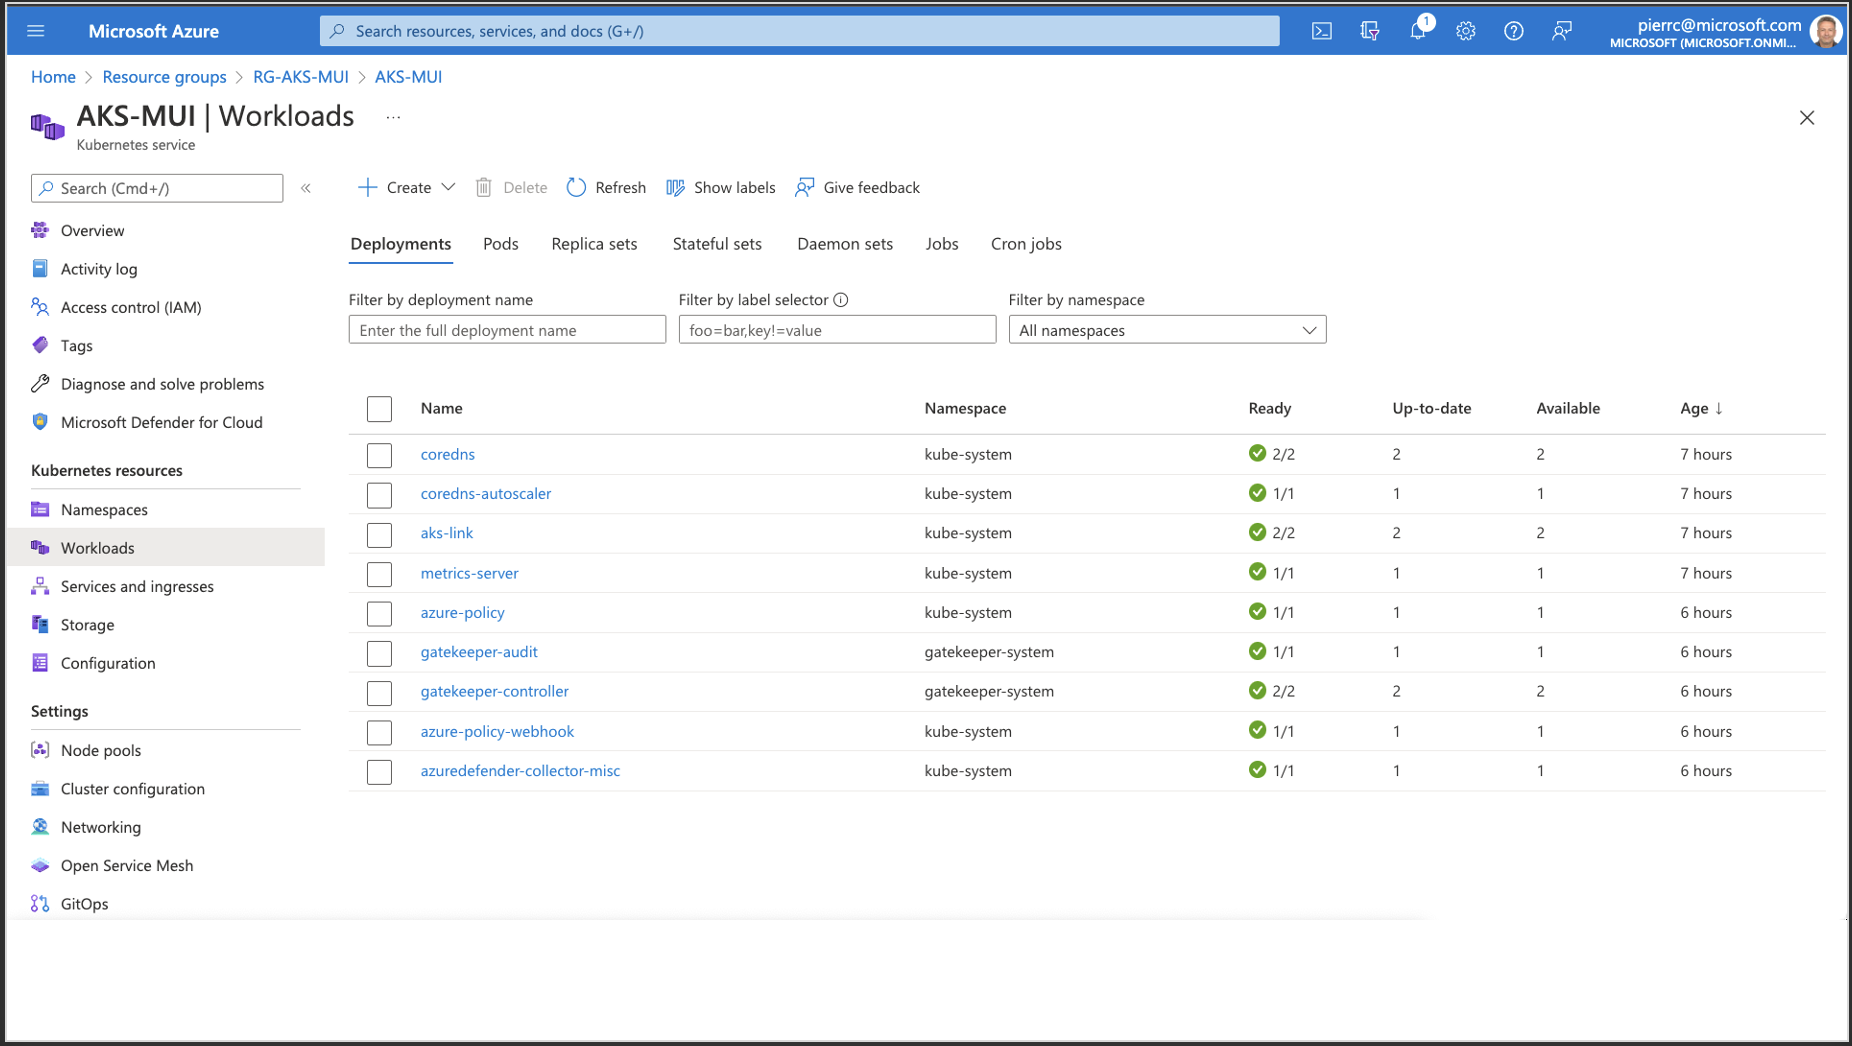 Microsoft Azure
Search resources, services, and docs (G+/)
1
pierrc@microsoft.com
MICROSOFT (MICROSOFT.ONMI...
Home > Resource groups > RG-AKS-MUI > AKS-MUI
AKS-MUI | Workloads ...
Kubernetes service
Search (Cmd+/) «
Create Delete Refresh Show labels Give feedback
Overview
Activity log
Access control (IAM)
Tags
Diagnose and solve problems
Microsoft Defender for Cloud
Kubernetes resources
Namespaces
Workloads
Services and ingresses
Storage
Configuration
Settings
Node pools
Cluster configuration
Networking
Open Service Mesh
GitOps
Deployments Pods Replica sets Stateful sets Daemon sets Jobs Cron jobs
Filter by deployment name Filter by label selector Filter by namespace
Enter the full deployment name foo=bar,key!=value All namespaces
Name Namespace Ready Up-to-date Available Age ↓
coredns kube-system 2/2 2 2 7 hours
coredns-autoscaler kube-system 1/1 1 1 7 hours
aks-link kube-system 2/2 2 2 7 hours
metrics-server kube-system 1/1 1 1 7 hours
azure-policy kube-system 1/1 1 1 6 hours
gatekeeper-audit gatekeeper-system 1/1 1 1 6 hours
gatekeeper-controller gatekeeper-system 2/2 2 2 6 hours
azure-policy-webhook kube-system 1/1 1 1 6 hours
azuredefender-collector-misc kube-system 1/1 1 1 6 hours